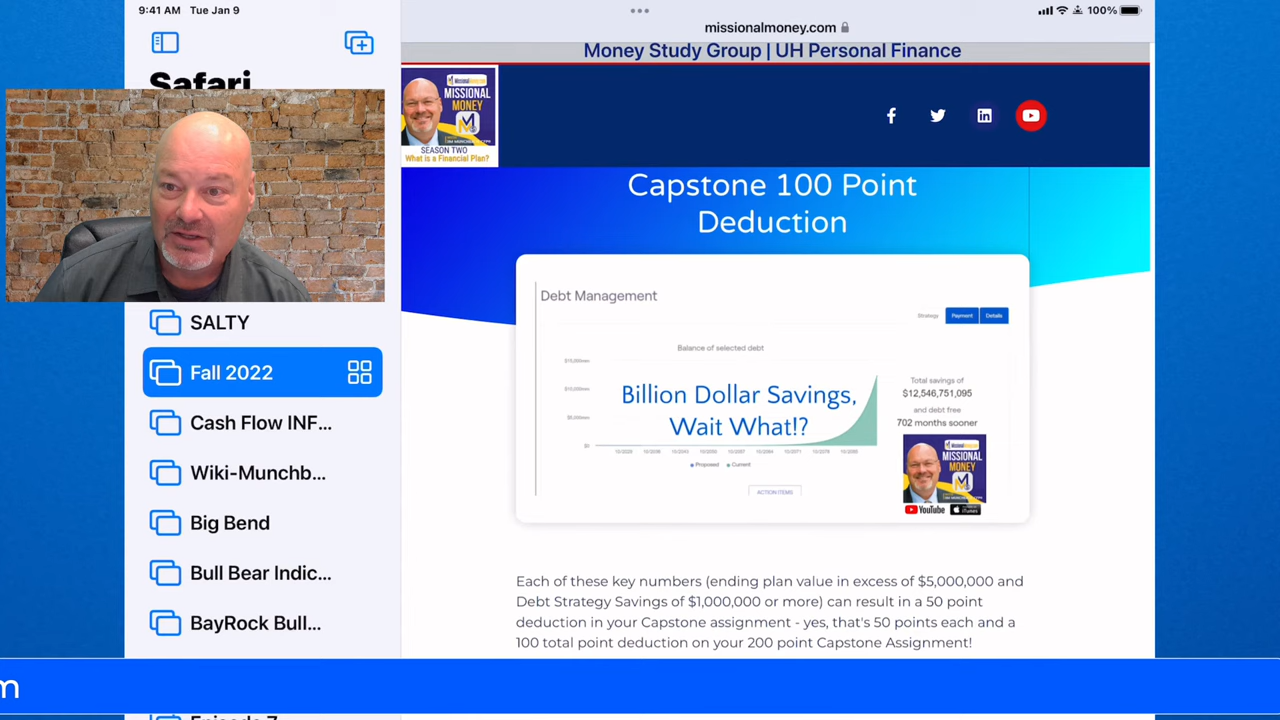 9:41 AM Tue Jan 9
100%
missionalmoney.com
Safari
SALTY
Fall 2022
Cash Flow INF...
Wiki-Munchb...
Big Bend
Bull Bear Indic...
BayRock Bull...
Episode 7
Money Study Group | UH Personal Finance
MISSIONAL
MONEY
SEASON TWO
What is a Financial Plan?
Capstone 100 Point
Deduction
Debt Management
Strategy Payment Details
Balance of selected debt
Billion Dollar Savings,
Wait What!?
$0
Proposed Current
ACTION ITEMS
Total savings of
$12,546,751,095
and debt free
702 months sooner
MISSIONAL
MONEY
YouTube iTunes
Each of these key numbers (ending plan value in excess of $5,000,000 and
Debt Strategy Savings of $1,000,000 or more) can result in a 50 point
deduction in your Capstone assignment - yes, that's 50 points each and a
100 total point deduction on your 200 point Capstone Assignment!
m